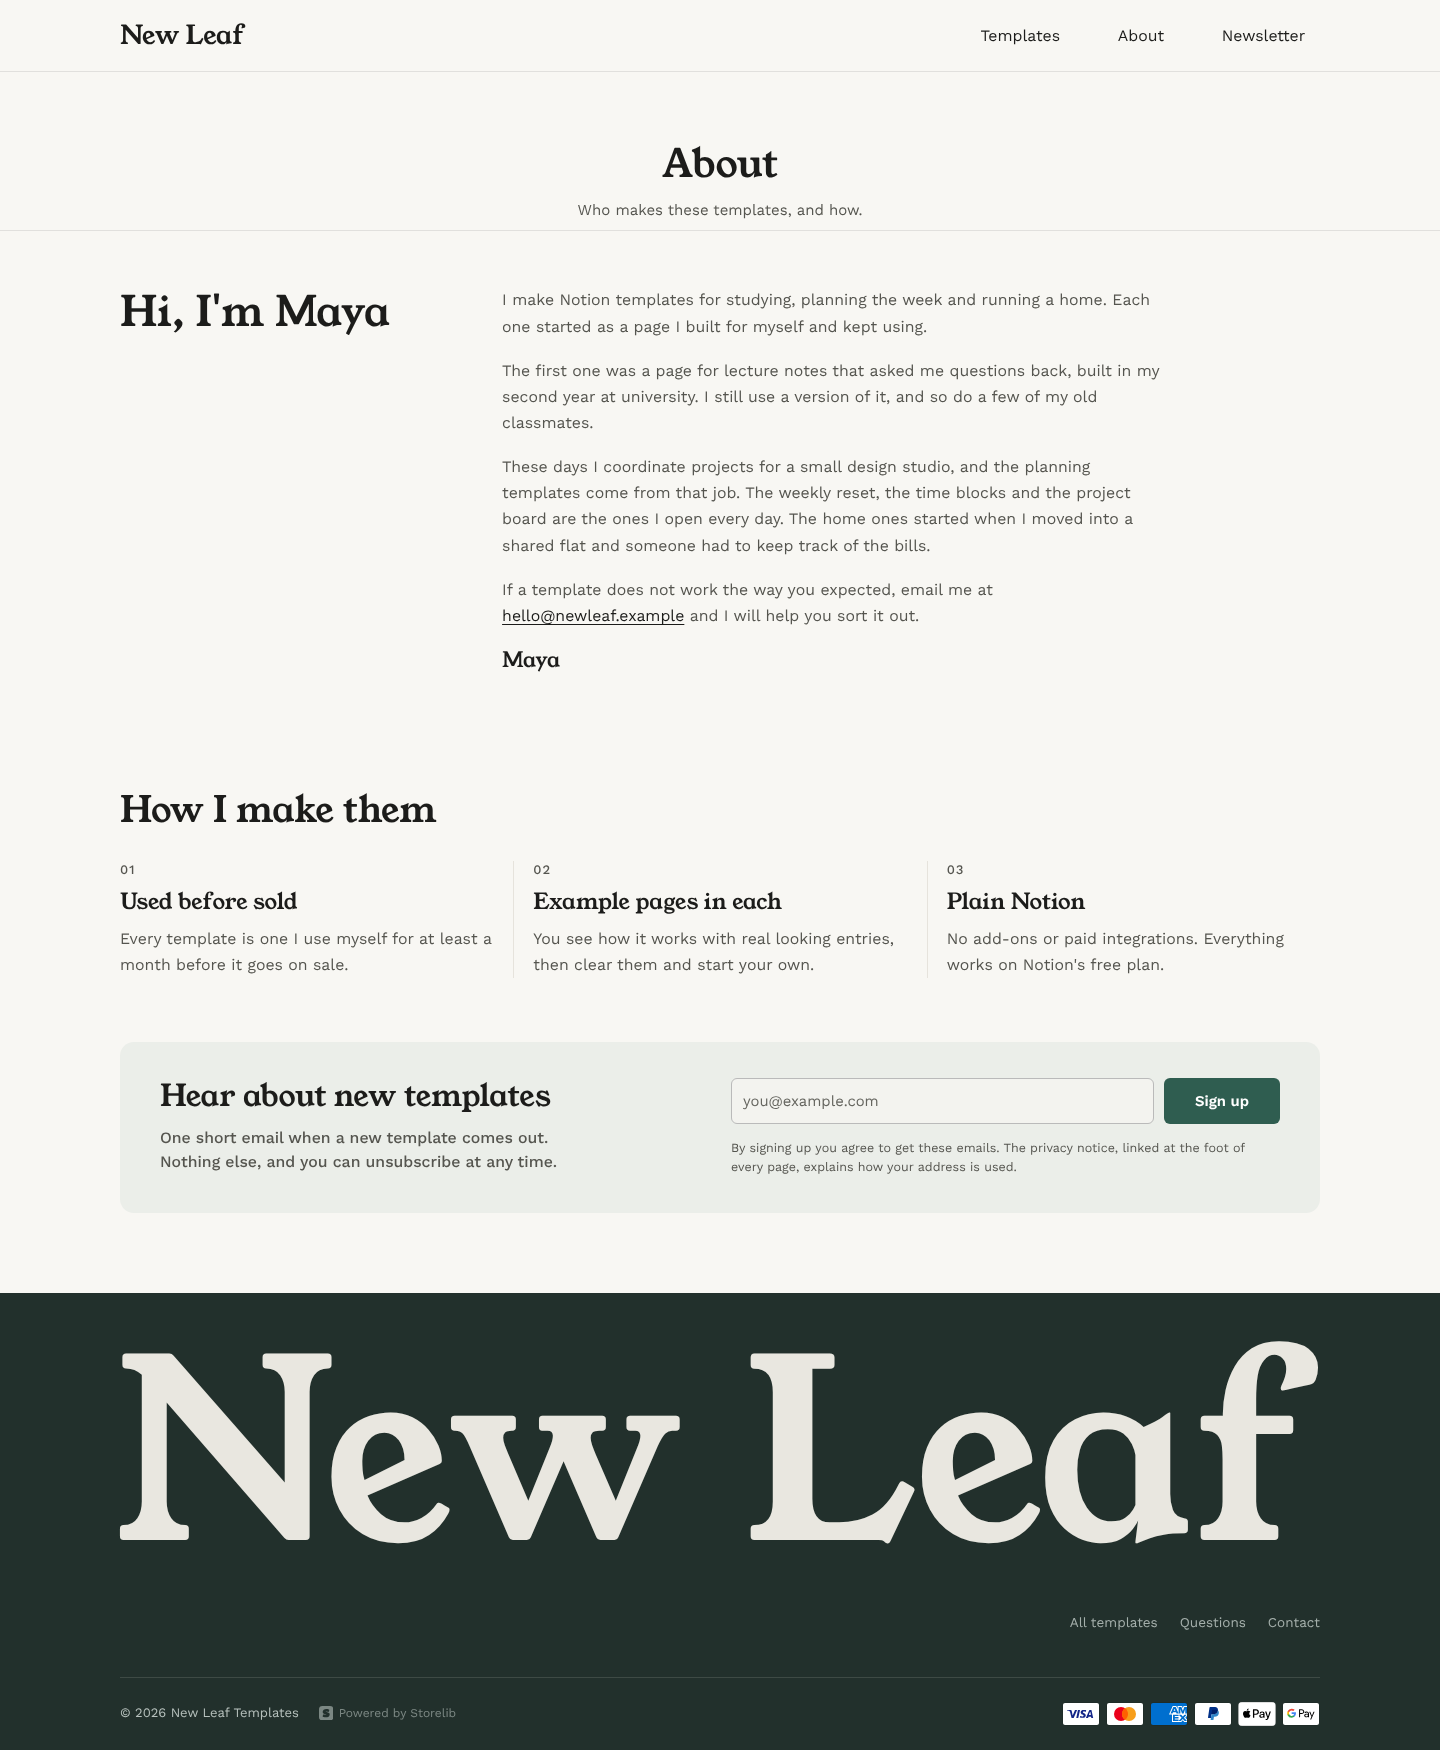 New Leaf
Templates About Newsletter
About
Who makes these templates, and how.
Hi, I'm Maya
I make Notion templates for studying, planning the week and running a home. Each
one started as a page I built for myself and kept using.
The first one was a page for lecture notes that asked me questions back, built in my
second year at university. I still use a version of it, and so do a few of my old
classmates.
These days I coordinate projects for a small design studio, and the planning
templates come from that job. The weekly reset, the time blocks and the project
board are the ones I open every day. The home ones started when I moved into a
shared flat and someone had to keep track of the bills.
If a template does not work the way you expected, email me at
hello@newleaf.example and I will help you sort it out.
Maya
How I make them
01
Used before sold
Every template is one I use myself for at least a
month before it goes on sale.
02
Example pages in each
You see how it works with real looking entries,
then clear them and start your own.
03
Plain Notion
No add-ons or paid integrations. Everything
works on Notion's free plan.
Hear about new templates
One short email when a new template comes out.
Nothing else, and you can unsubscribe at any time.
you@example.com
Sign up
By signing up you agree to get these emails. The privacy notice, linked at the foot of
every page, explains how your address is used.
New Leaf
All templates Questions Contact
© 2026 New Leaf Templates
S Powered by Storelib
VISA
AM
EX
P
Pay
G Pay